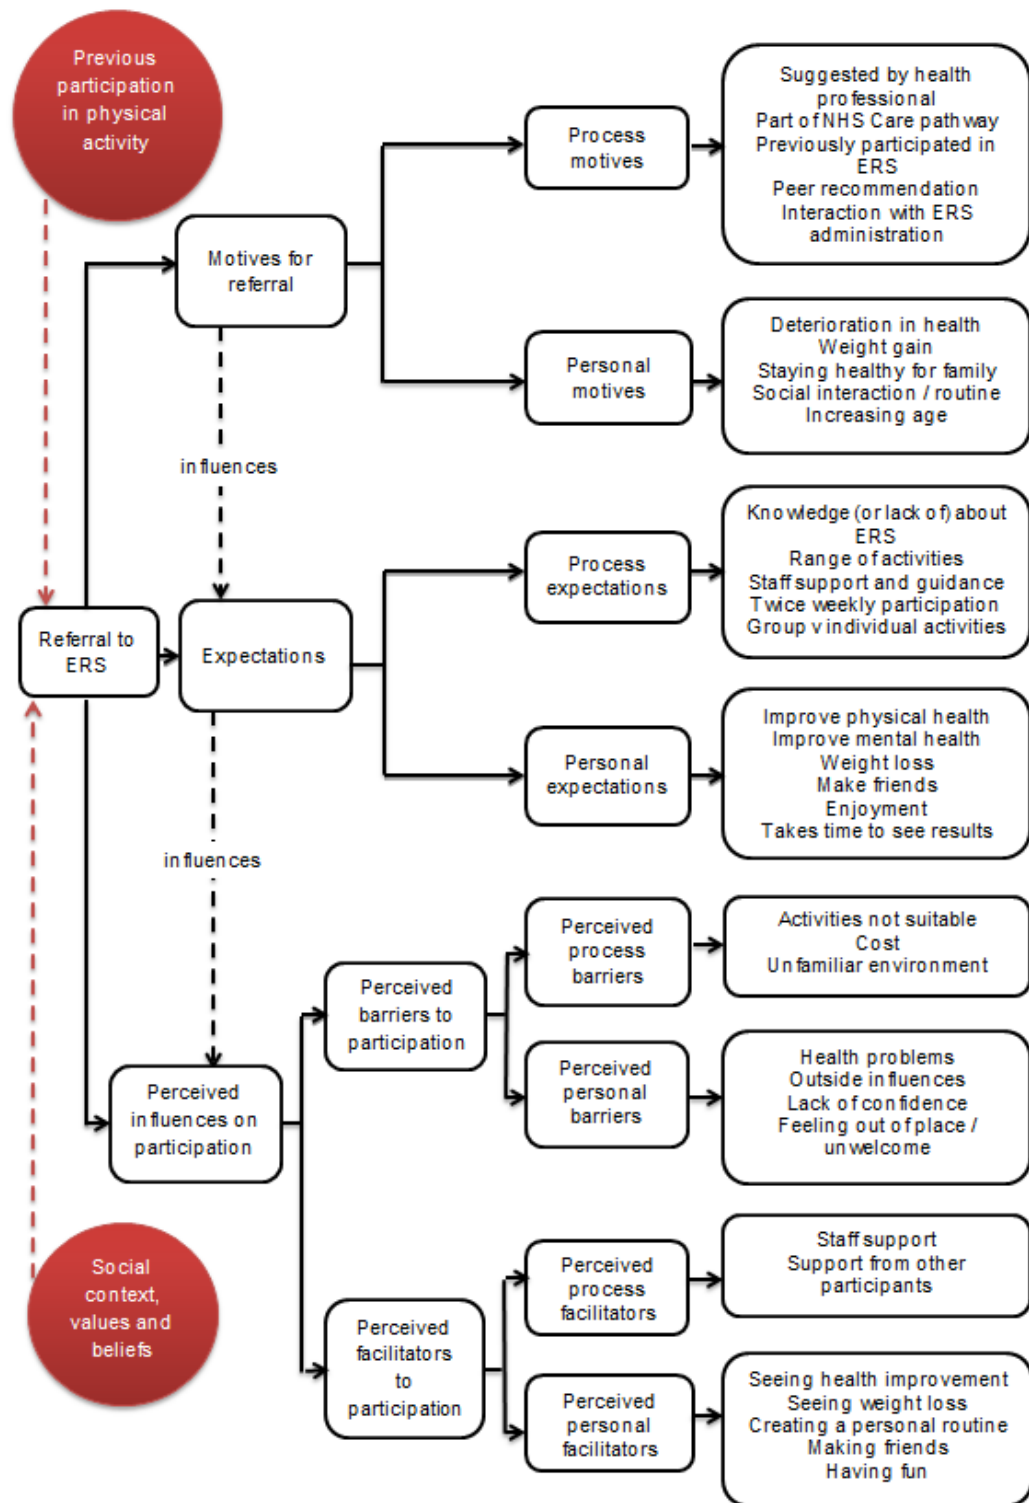 Previous
participation
in physical
activity
Process
motives
Suggested by health
professional
Part of NHS Care pathway
Previously participated in
ERS
Peer recommendation
Interaction with ERS
administration
Motives for
referral
Personal
motives
Deterioration in health
Weight gain
Staying healthy for family
Social interaction / routine
Increasing age
influences
Process
expectations
Knowledge (or lack of) about
ERS
Range of activities
Staff support and guidance
Twice weekly participation
Group v individual activities
Referral to
ERS
Expectations
Personal
expectations
Improve physical health
Improve mental health
Weight loss
Make friends
Enjoyment
Takes time to see results
influences
Perceived
process
barriers
Activities not suitable
Cost
Unfamiliar environment
Perceived
barriers to
participation
Perceived
personal
barriers
Health problems
Outside influences
Lack of confidence
Feeling out of place /
unwelcome
Perceived
influences on
participation
Social
context,
values and
beliefs
Perceived
process
facilitators
Staff support
Support from other
participants
Perceived
facilitators
to
participation
Perceived
personal
facilitators
Seeing health improvement
Seeing weight loss
Creating a personal routine
Making friends
Having fun